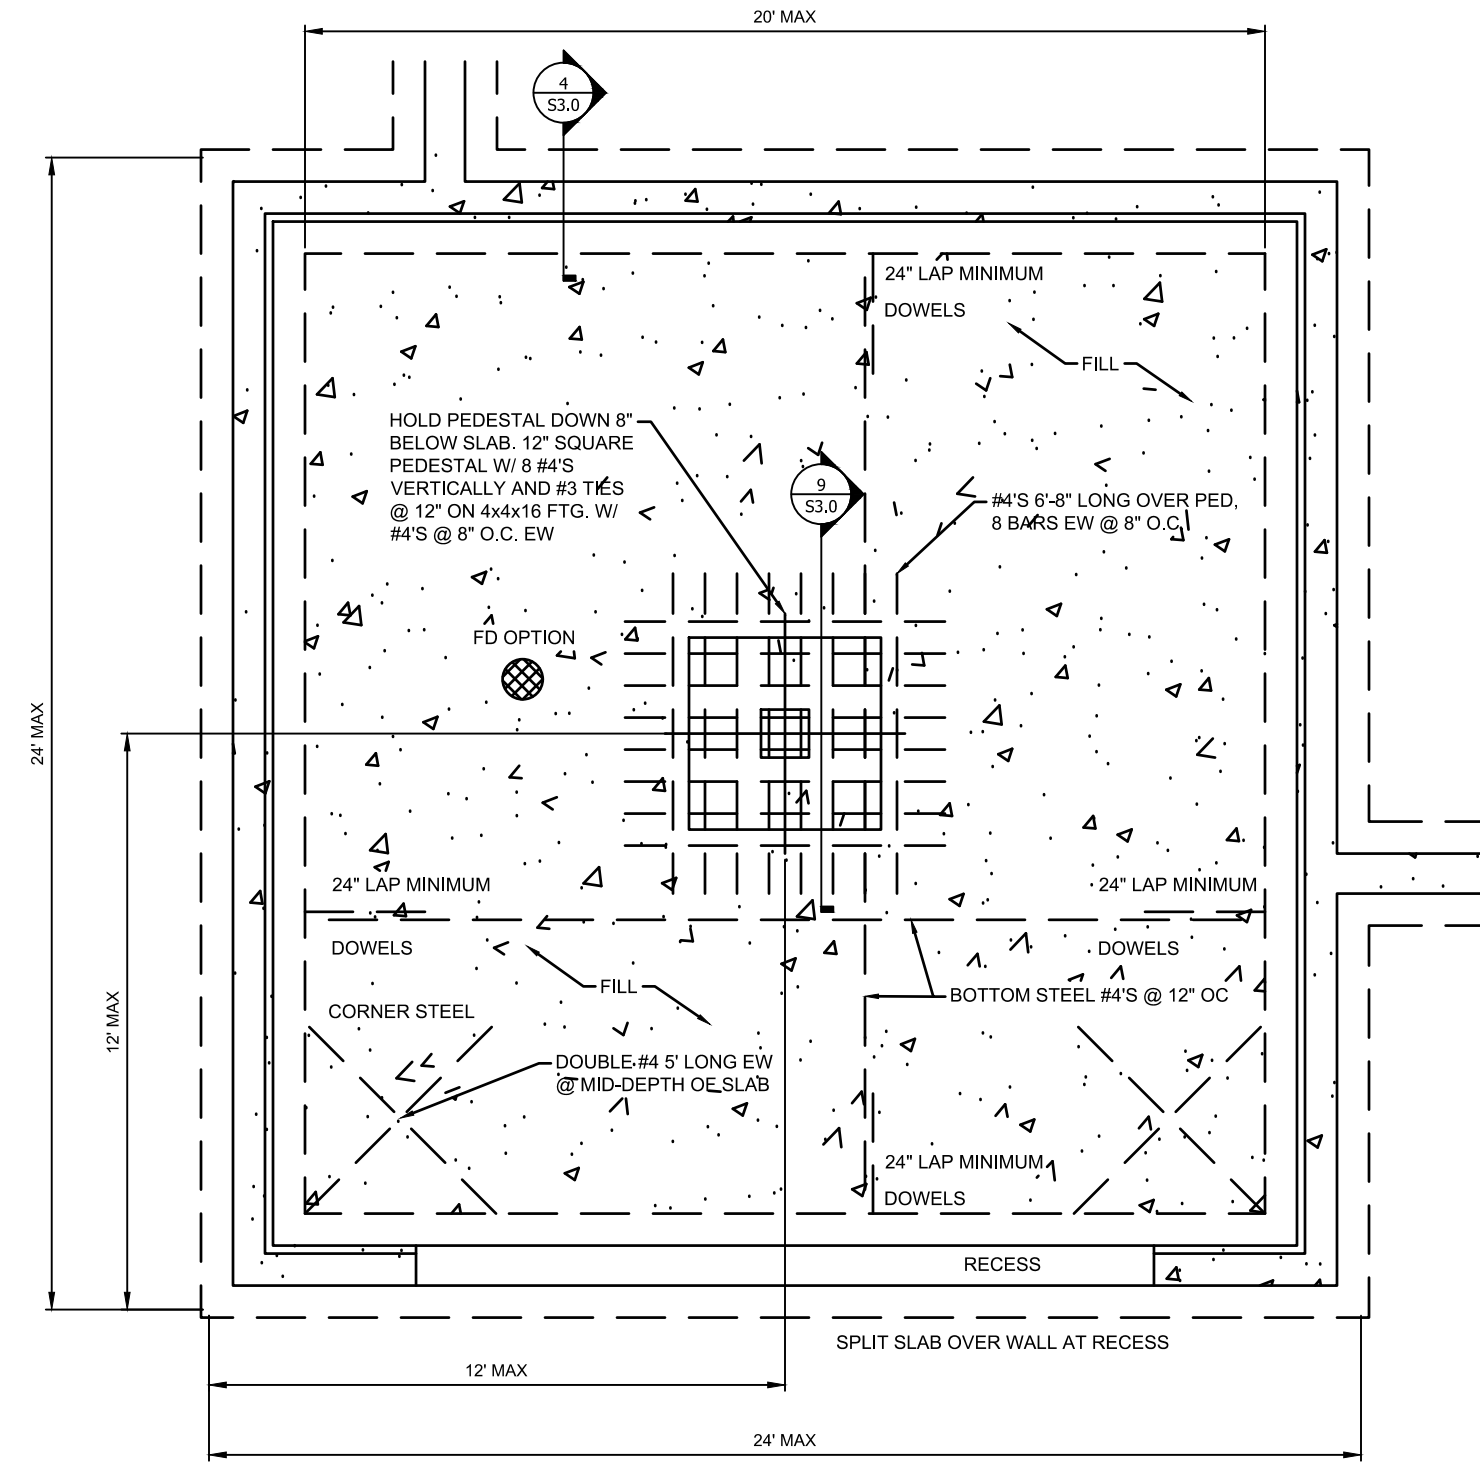 20' MAX
4
S3.0
24" LAP MINIMUM
DOWELS
FILL
HOLD PEDESTAL DOWN 8"
BELOW SLAB. 12" SQUARE
PEDESTAL W/ 8 #4'S
VERTICALLY AND #3 TIES
@ 12" ON 4x4x16 FTG. W/
#4'S @ 8" O.C. EW
9
S3.0
#4'S 6'-8" LONG OVER PED,
8 BARS EW @ 8" O.C.
FD OPTION
24' MAX
12' MAX
24" LAP MINIMUM
DOWELS
24" LAP MINIMUM
DOWELS
FILL
BOTTOM STEEL #4'S @ 12" OC
CORNER STEEL
DOUBLE #4 5' LONG EW
@ MID-DEPTH OF SLAB
24" LAP MINIMUM
DOWELS
RECESS
SPLIT SLAB OVER WALL AT RECESS
12' MAX
24' MAX